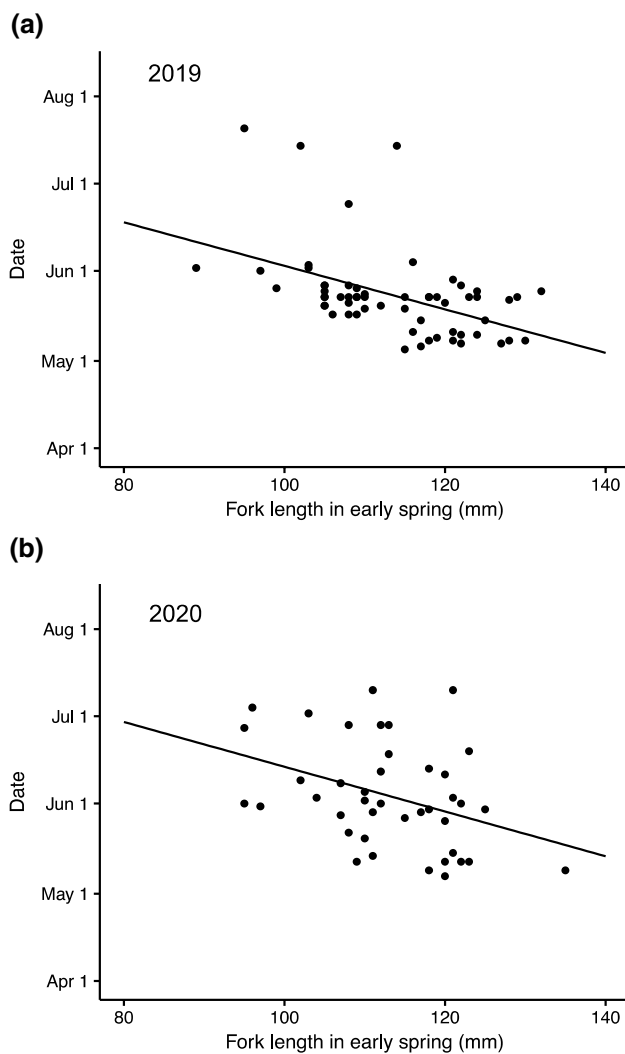 (a)
2019
Aug 1
Jul 1
Jun 1
May 1
Apr 1
Date
80 100 120 140
Fork length in early spring (mm)
(b)
2020
Aug 1
Jul 1
Jun 1
May 1
Apr 1
Date
80 100 120 140
Fork length in early spring (mm)